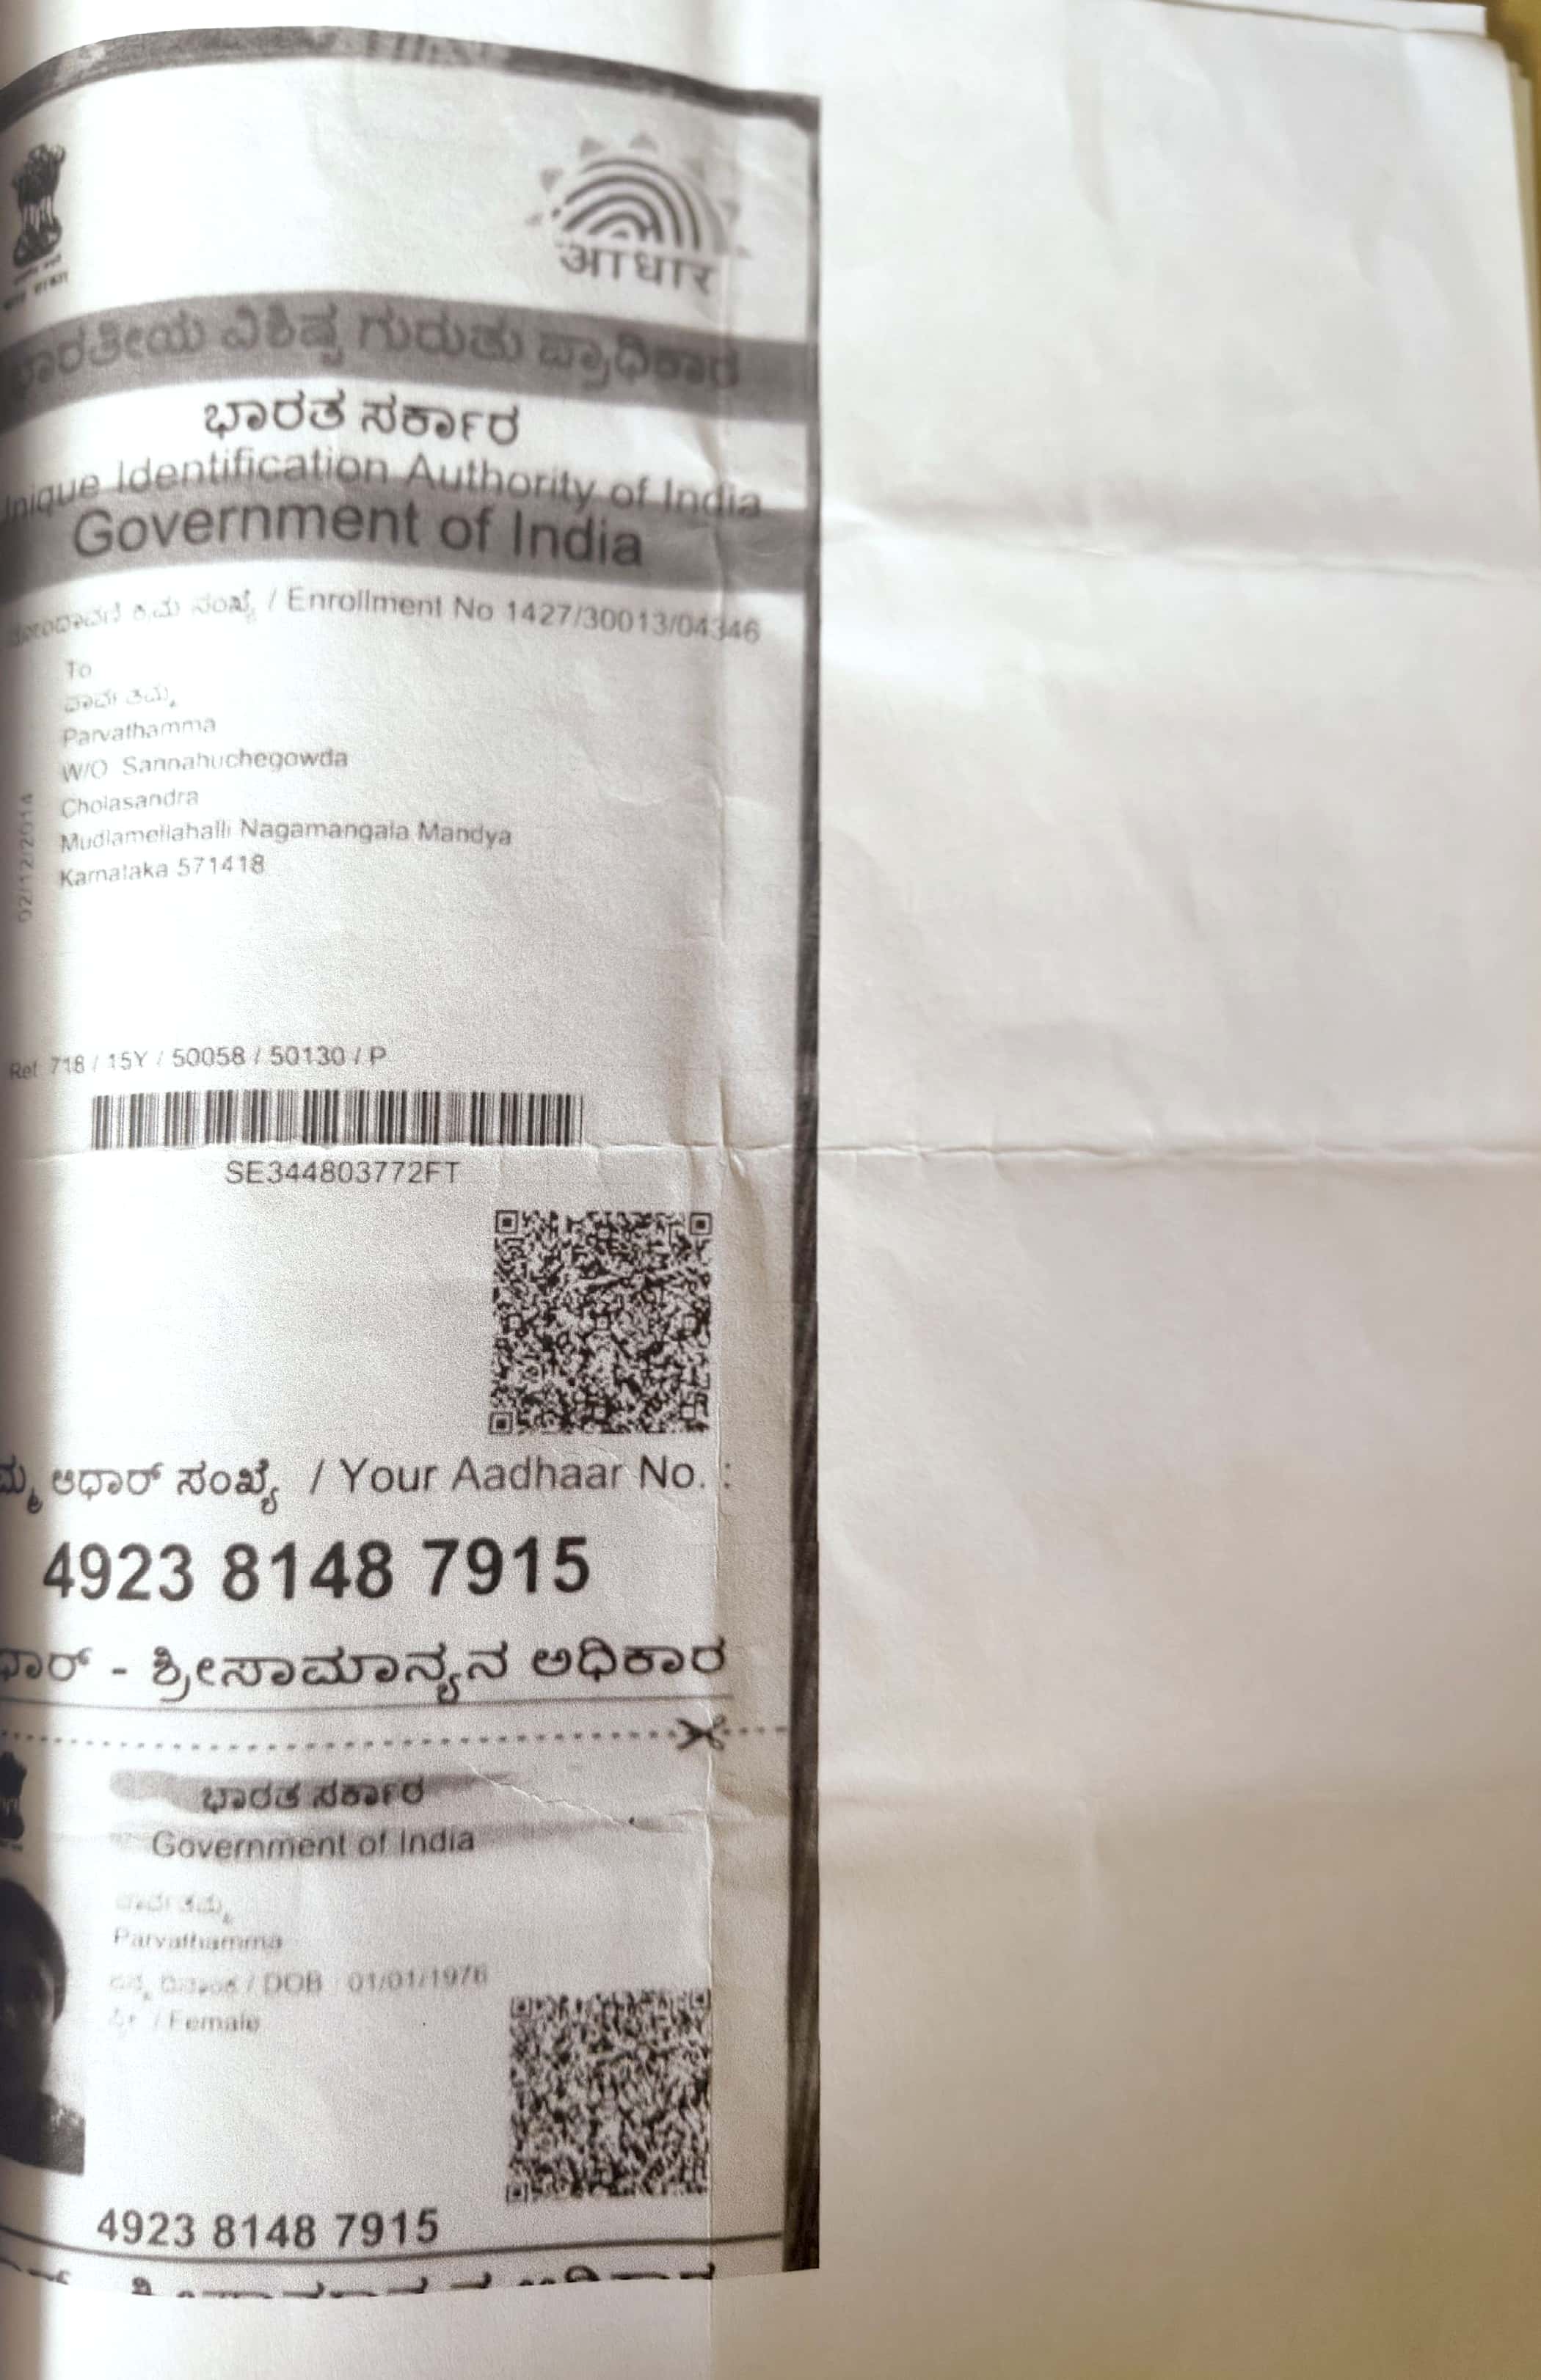 आधार
ಭಾರತೀಯ ವಿಶಿಷ್ಟ ಗುರುತು ಪ್ರಾಧಿಕಾರ
ಭಾರತ ಸರ್ಕಾರ
Unique Identification Authority of India
Government of India
ಕ್ರಮ ಸಂಖ್ಯೆ / Enrollment No 1427/30013/04346
To
Parvathamma
W/O Sannahuchegowda
Cholasandra
Mudlamellahalli Nagamangala Mandya
Karnataka 571418
02/12/2014
Ref 718 / 15Y / 50058 / 50130 / P
SE344803772FT
ಆಧಾರ್ ಸಂಖ್ಯೆ / Your Aadhaar No. :
4923 8148 7915
ಧಾರ್ - ಶ್ರೀಸಾಮಾನ್ಯನ ಅಧಿಕಾರ
ಭಾರತ ಸರ್ಕಾರ
Government of India
Parvathamma
/ DOB 01/01/1976
/ Female
4923 8148 7915